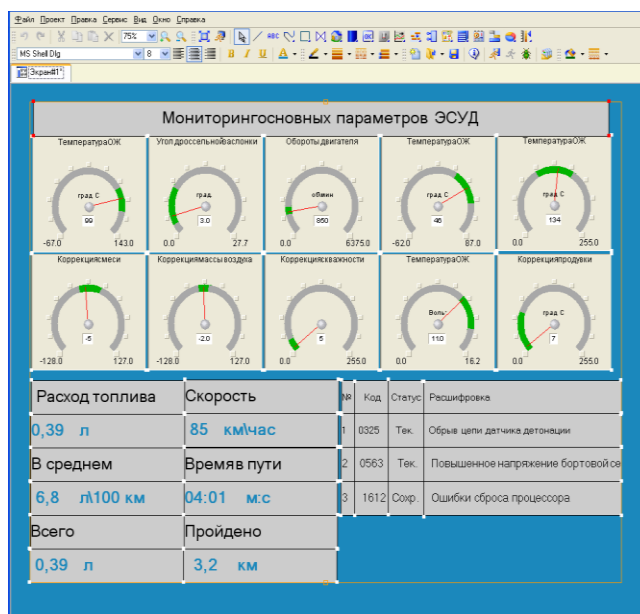 Файл Проект Правка Сервис Вид Окно Справка
75%
MS Shell Dlg 8 B I U A
Экран#1*
Мониторингосновных параметров ЭСУД
ТемператураОЖ Угол дроссельнойзаслонки Обороты двигателя ТемператураОЖ ТемператураОЖ
град С град. об\мин град С град С
99 3.0 850 46 134
-67.0 143.0 0.0 27.7 0.0 6375.0 -62.0 87.0 0.0 255.0
Коррекциясмеси Коррекциямассы воздуха Коррекцияскважности ТемператураОЖ Коррекцияпродувки
Вольт град С
-5 -2.0 5 11.0 7
-128.0 127.0 -128.0 127.0 0.0 255.0 0.0 16.2 0.0 255.0
Расход топлива Скорость № Код Статус Расшифровка
0,39 л 85 км\час 1 0325 Тек. Обрыв цепи датчика детонации
В среднем Времяв пути 2 0563 Тек. Повышенное напряжение бортовой се
6,8 л\100 км 04:01 м:с 3 1612 Сохр. Ошибки сброса процессора
Всего Пройдено
0,39 л 3,2 км